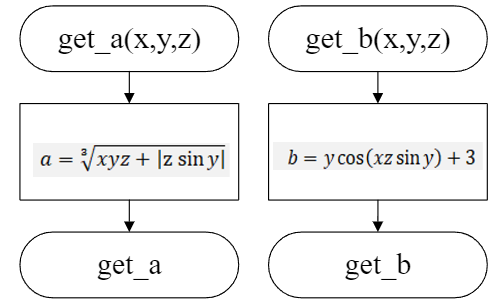 get_a(x,y,z)
a = ∛xyz + |z sin y|
get_a
get_b(x,y,z)
b = y cos(xz sin y) + 3
get_b